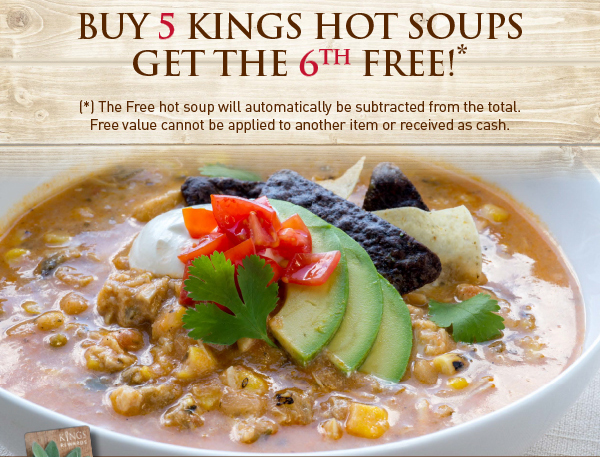 BUY 5 KINGS HOT SOUPS
GET THE 6TH FREE!*
(*) The Free hot soup will automatically be subtracted from the total.
Free value cannot be applied to another item or received as cash.
KINGS
REWARDS